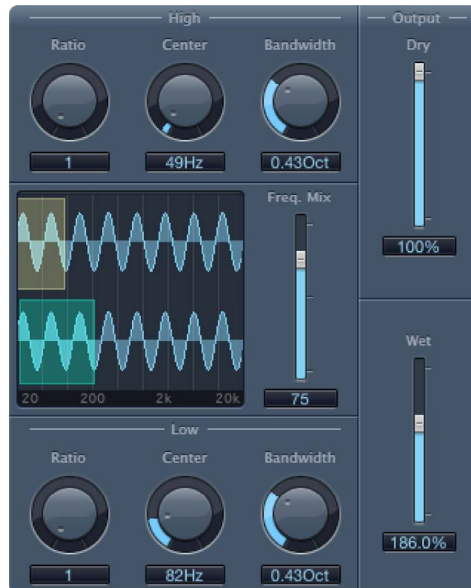 High
Output
Ratio
Center
Bandwidth
Dry
1
49Hz
0.43Oct
Freq. Mix
100%
20
200
2k
20k
75
Wet
Low
Ratio
Center
Bandwidth
1
82Hz
0.43Oct
186.0%